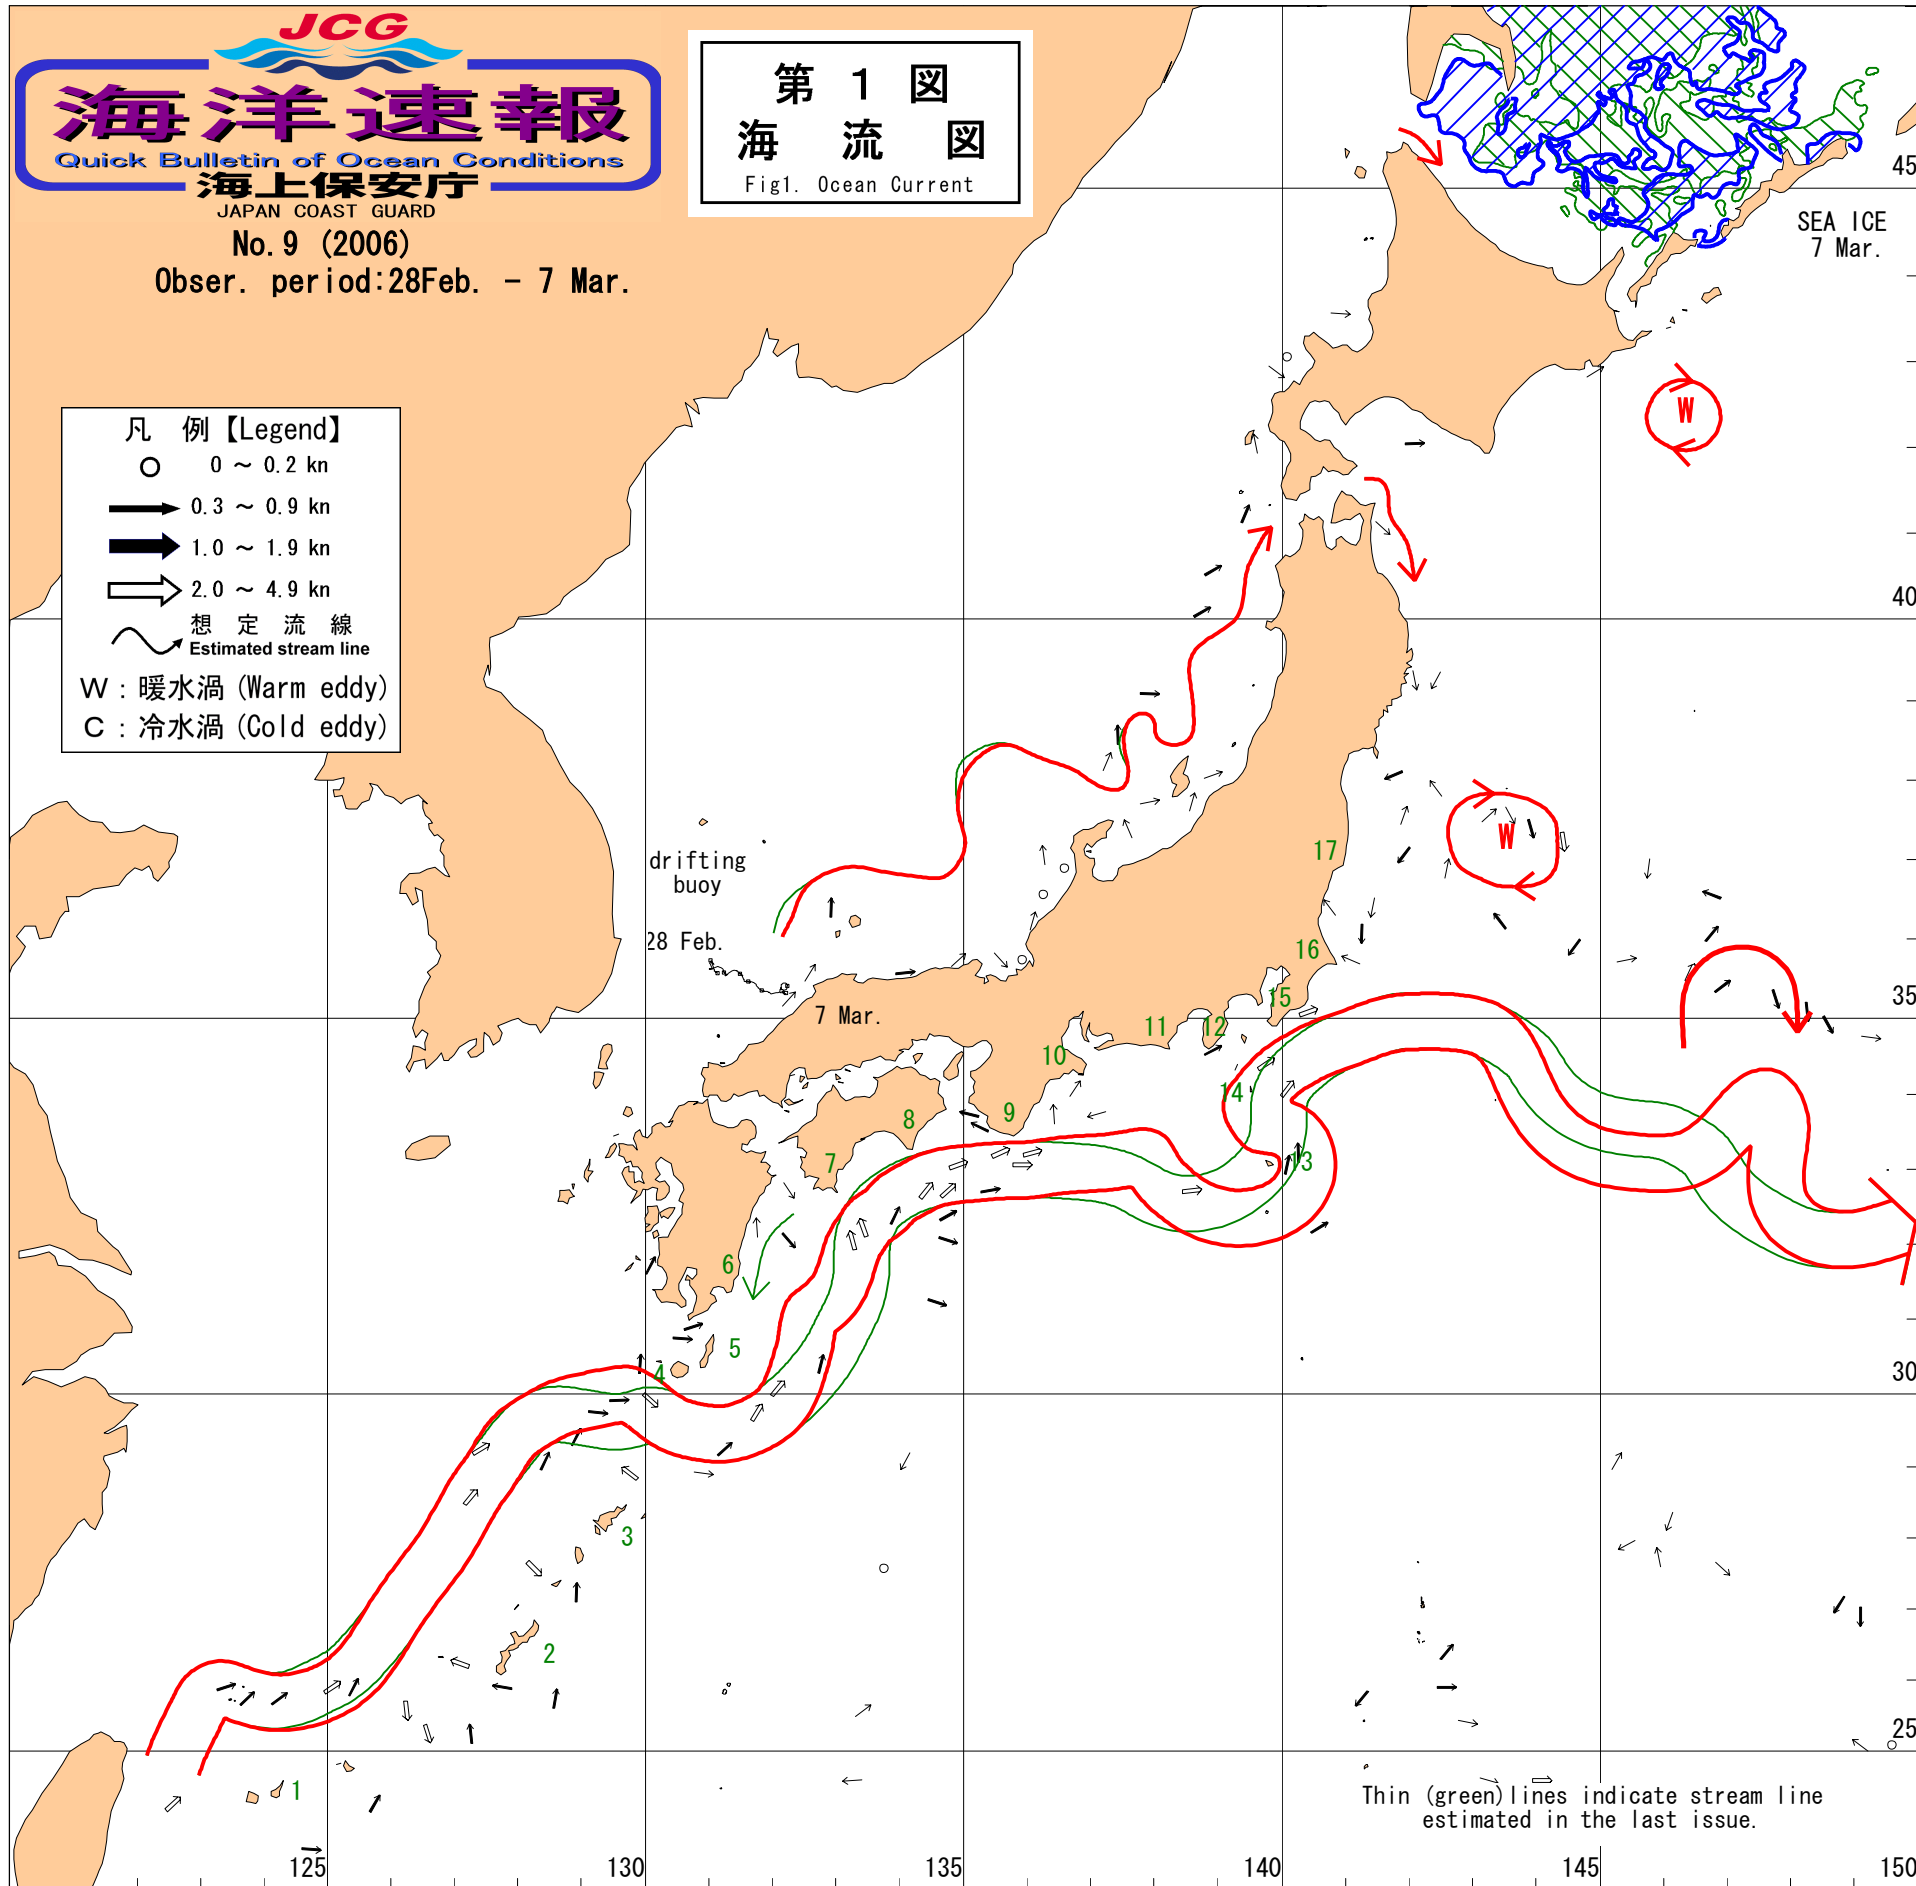 JCG
海洋速報
Quick Bulletin of Ocean Conditions
海上保安庁
JAPAN COAST GUARD
No.9 (2006)
Obser. period:28Feb. - 7 Mar.
第 1 図
海 流 図
Fig1. Ocean Current
凡 例【Legend】
0 ～ 0.2 kn
0.3 ～ 0.9 kn
1.0 ～ 1.9 kn
2.0 ～ 4.9 kn
想 定 流 線
Estimated stream line
W : 暖水渦 (Warm eddy)
C : 冷水渦 (Cold eddy)
45
SEA ICE
7 Mar.
W
40
W
drifting
buoy
28 Feb.
7 Mar.
17
16
15
35
12
11
10
14
9
8
7
13
6
5
4
30
3
2
25
1
Thin (green)lines indicate stream line
estimated in the last issue.
125
130
135
140
145
150